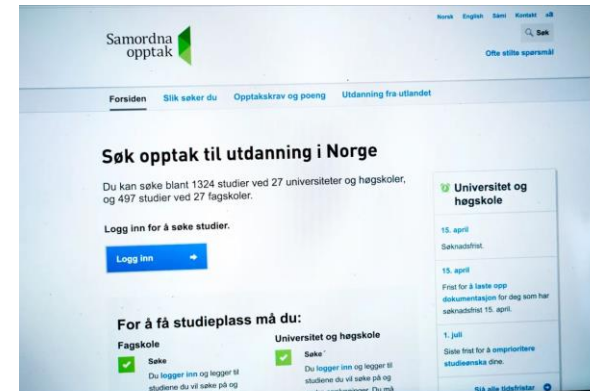 Norsk English Sámi Kontakt aA
Samordna
opptak
Søk
Ofte stilte spørsmål
Forsiden Slik søker du Opptakskrav og poeng Utdanning fra utlandet
Søk opptak til utdanning i Norge
Du kan søke blant 1324 studier ved 27 universiteter og høgskoler,
og 497 studier ved 27 fagskoler.
Logg inn for å søke studier.
Logg inn
For å få studieplass må du:
Fagskole
Søke
Du logger inn og legger til
studiene du vil søke på og
Universitet og høgskole
Søke
Du logger inn og legger til
studiene du vil søke på og
Du må
Universitet og
høgskole
15. april
Søknadsfrist.
15. april
Frist for å laste opp
dokumentasjon for deg som har
søknadsfrist 15. april.
1. juli
Siste frist for å omprioritere
studieønska dine.
Sjå alle tidsfristar